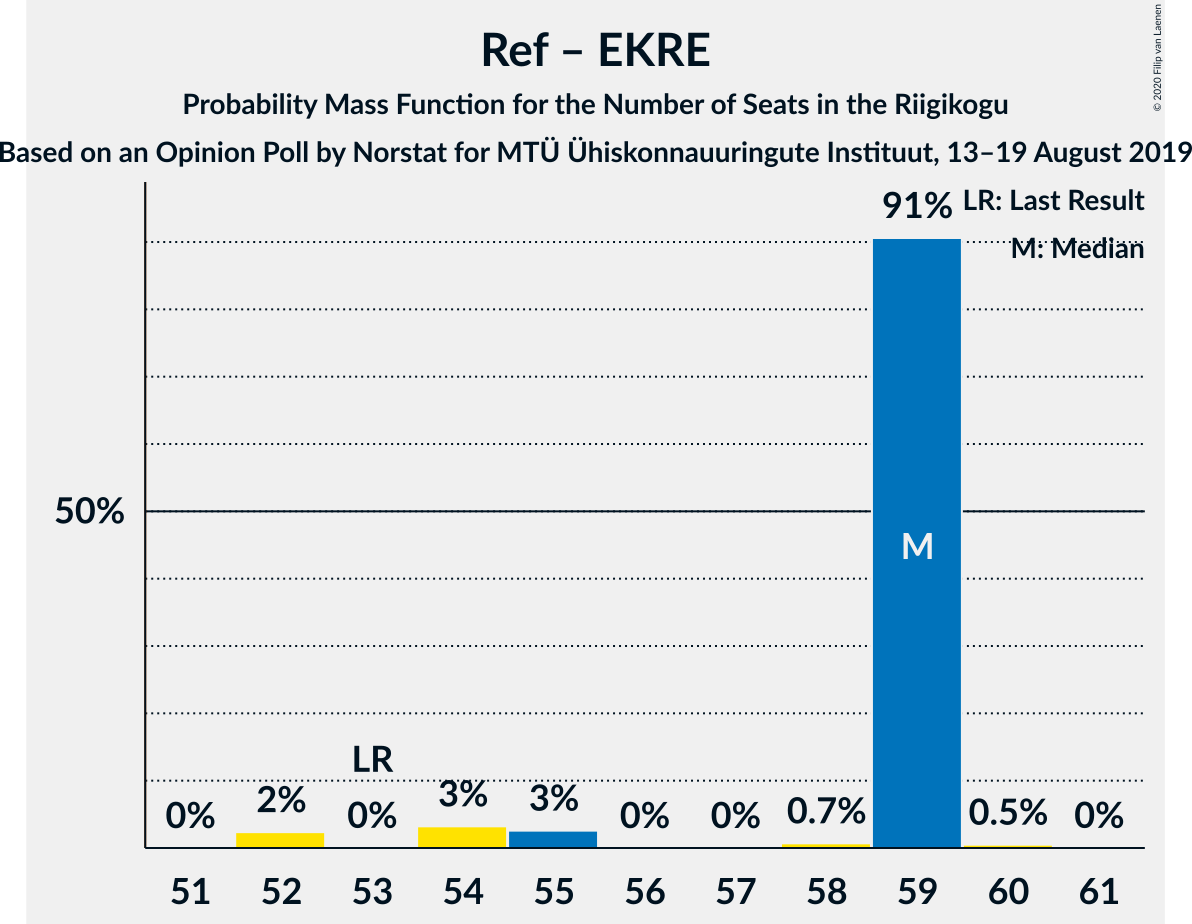 Ref – EKRE
Probability Mass Function for the Number of Seats in the Riigikogu
Based on an Opinion Poll by Norstat for MTÜ Ühiskonnauuringute Instituut, 13–19 August 2019
© 2020 Filip van Laenen
LR: Last Result
M: Median
91%
50%
M
LR
0% 2% 0% 3% 3% 0% 0% 0.7% 0.5% 0%
51 52 53 54 55 56 57 58 59 60 61